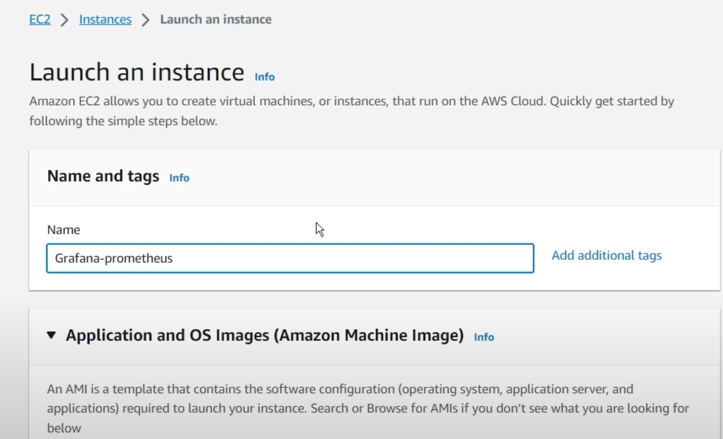 EC2 > Instances > Launch an instance
Launch an instance Info
Amazon EC2 allows you to create virtual machines, or instances, that run on the AWS Cloud. Quickly get started by
following the simple steps below.
Name and tags Info
Name
Grafana-prometheus Add additional tags
Application and OS Images (Amazon Machine Image) Info
An AMI is a template that contains the software configuration (operating system, application server, and
applications) required to launch your instance. Search or Browse for AMIs if you don't see what you are looking for
below